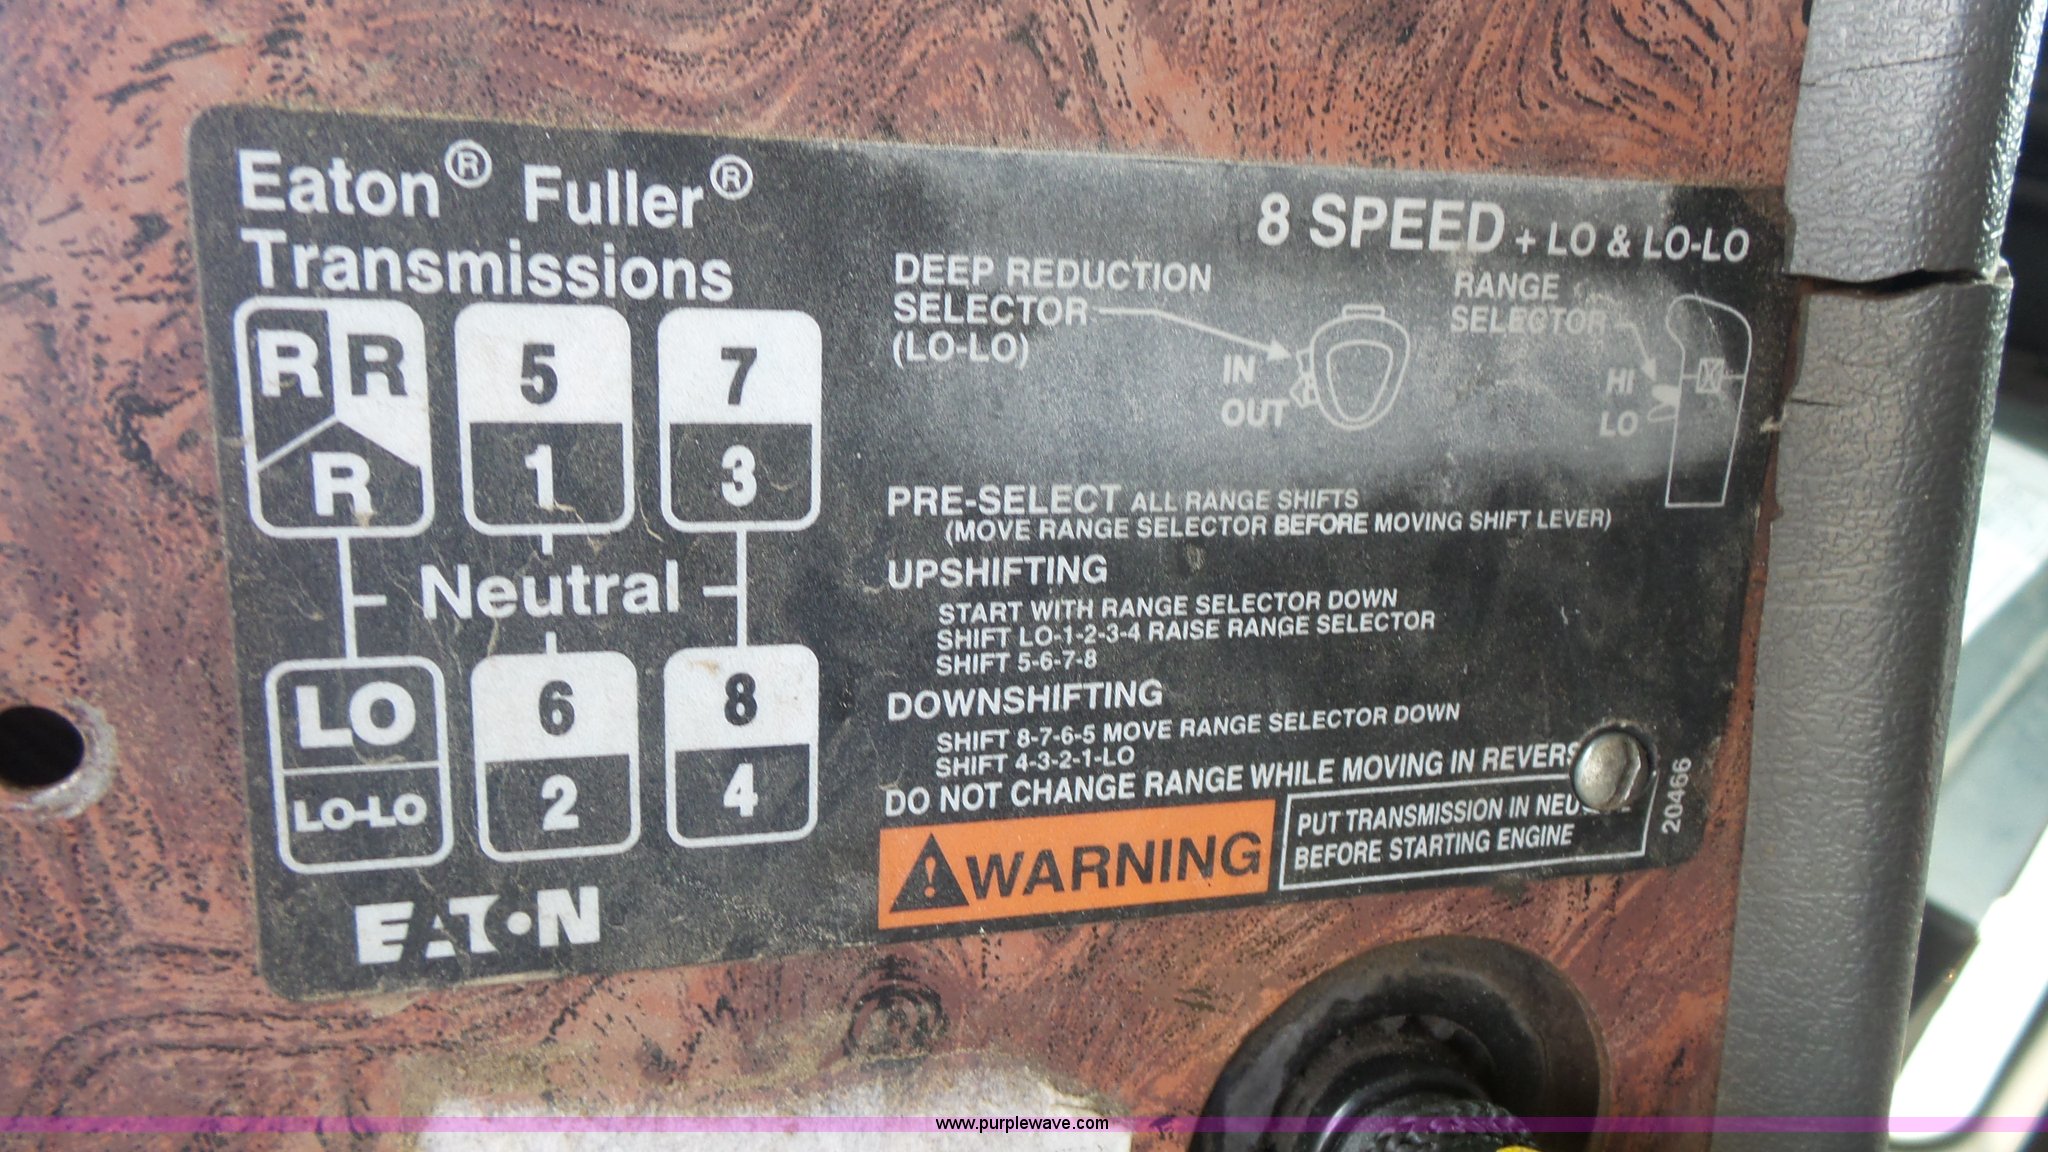 Eaton® Fuller®
Transmissions
R R
R
5
1
7
3
Neutral
LO
LO-LO
6
2
8
4
EATON
8 SPEED + LO & LO-LO
DEEP REDUCTION
SELECTOR
(LO-LO)
IN
OUT
RANGE
SELECTOR
HI
LO
PRE-SELECT ALL RANGE SHIFTS
(MOVE RANGE SELECTOR BEFORE MOVING SHIFT LEVER)
UPSHIFTING
START WITH RANGE SELECTOR DOWN
SHIFT LO-1-2-3-4 RAISE RANGE SELECTOR
SHIFT 5-6-7-8
DOWNSHIFTING
SHIFT 8-7-6-5 MOVE RANGE SELECTOR DOWN
SHIFT 4-3-2-1-LO
DO NOT CHANGE RANGE WHILE MOVING IN REVERS
WARNING
PUT TRANSMISSION IN NEU
BEFORE STARTING ENGINE
20466
www.purplewave.com